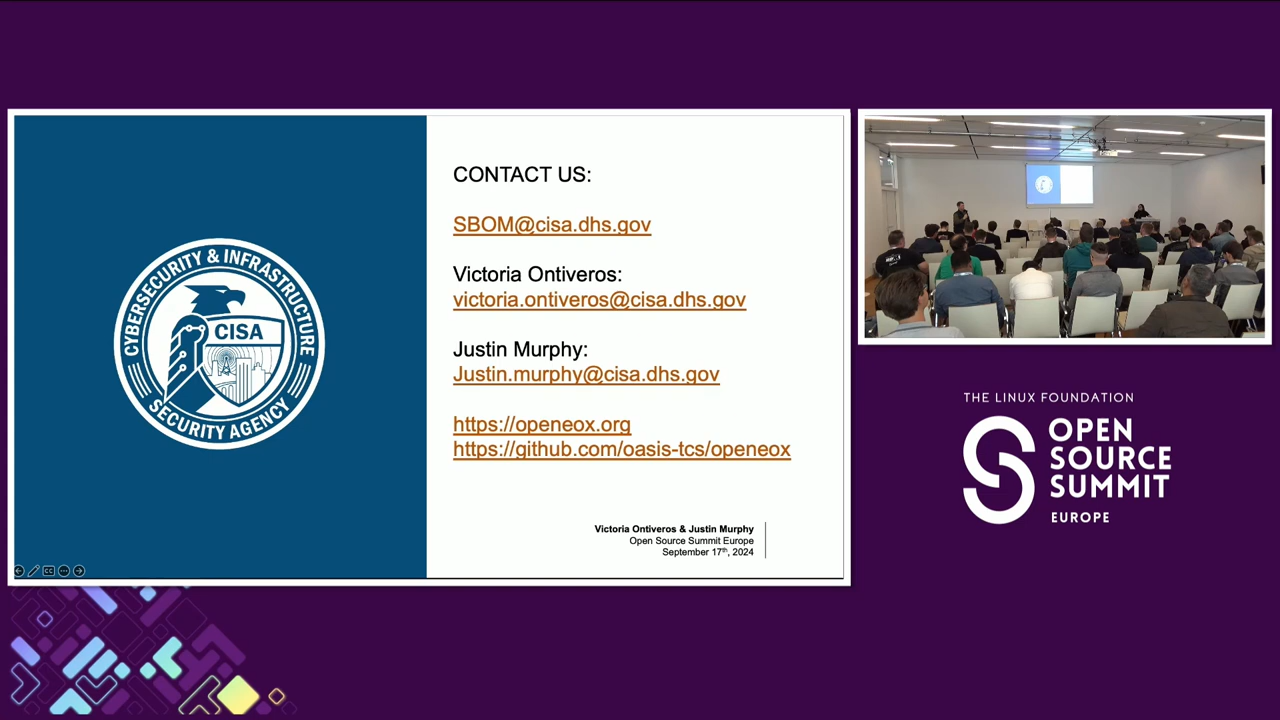 CONTACT US:
SBOM@cisa.dhs.gov
Victoria Ontiveros:
victoria.ontiveros@cisa.dhs.gov
Justin Murphy:
Justin.murphy@cisa.dhs.gov
https://openeox.org
https://github.com/oasis-tcs/openeox
Victoria Ontiveros & Justin Murphy
Open Source Summit Europe
September 17th, 2024
CYBERSECURITY & INFRASTRUCTURE
CISA
SECURITY AGENCY
CC
THE LINUX FOUNDATION
OPEN
SOURCE
SUMMIT
EUROPE